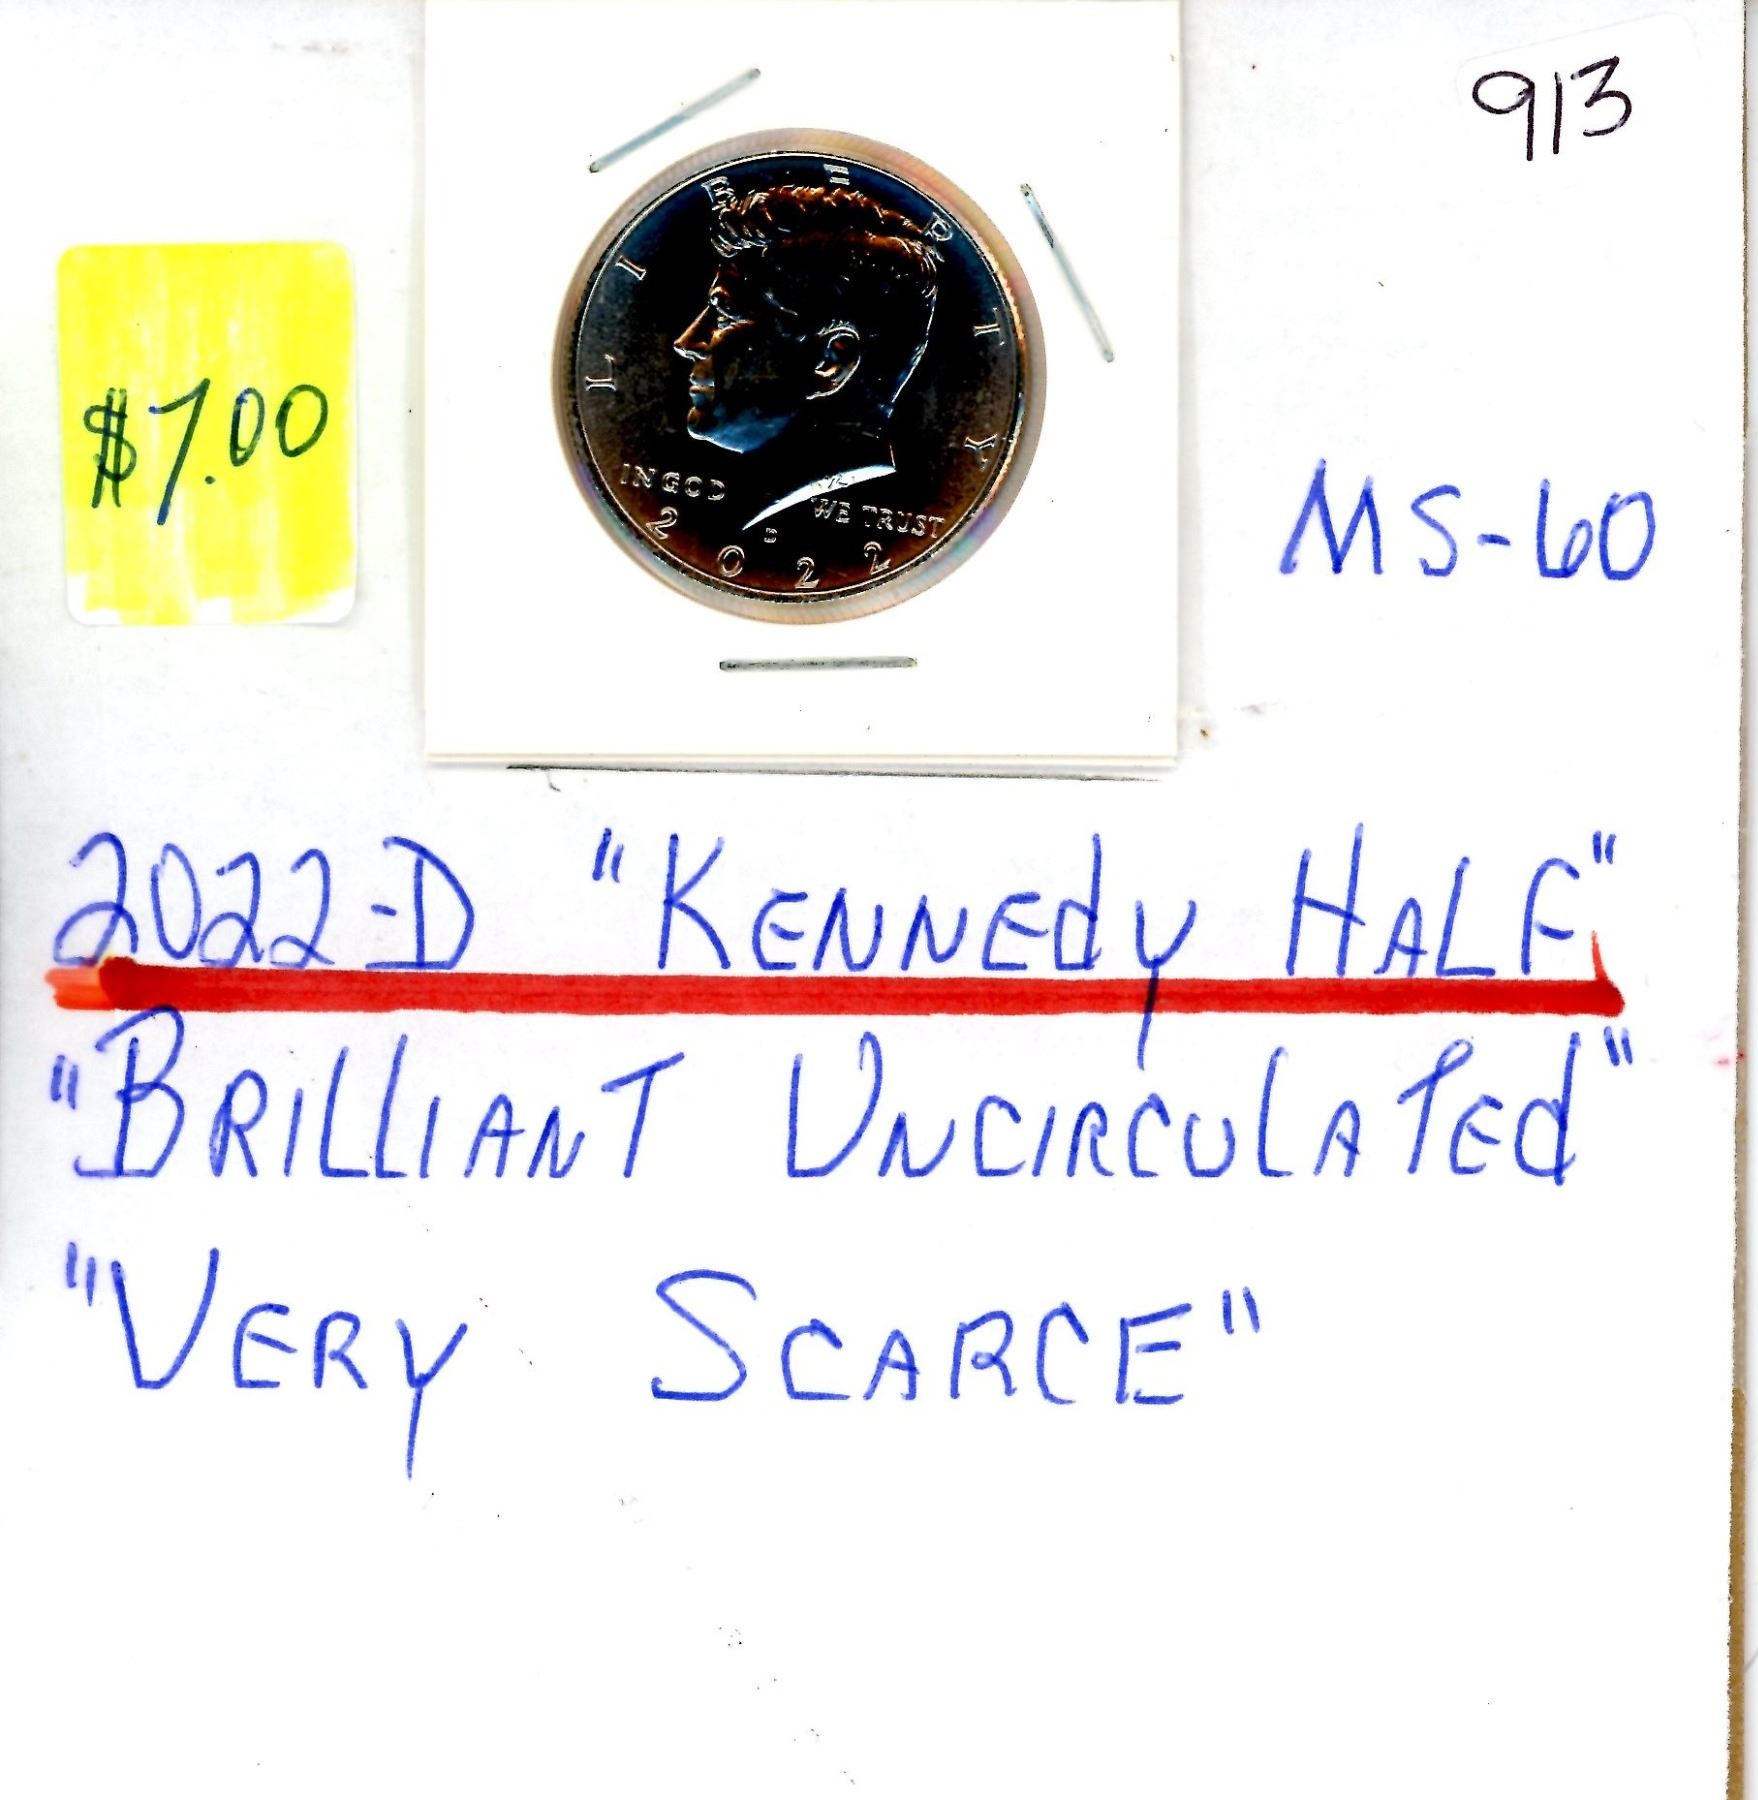 913
$7.00
LIBERTY
IN GOD WE TRUST
D
2022
MS-60
2022-D "KENNEDY HALF"
"BRILLIANT UNCIRCULATED"
"VERY SCARCE"